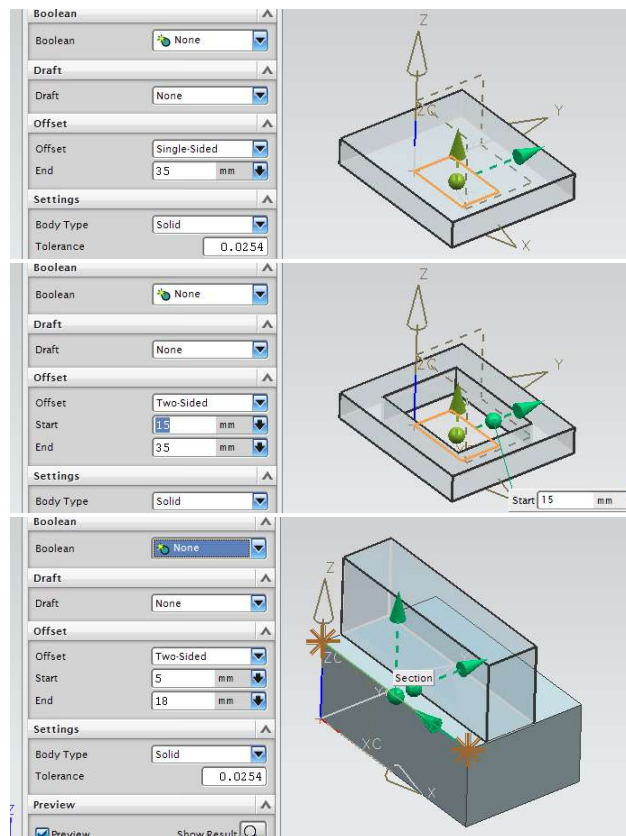 Boolean
Boolean None
Draft
Draft None
Offset
Offset Single-Sided
End 35 mm
Settings
Body Type Solid
Tolerance 0.0254
Z
ZC
Y
X
Boolean
Boolean None
Draft
Draft None
Offset
Offset Two-Sided
Start 15 mm
End 35 mm
Settings
Body Type Solid
Z
ZC
Y
Start 15 mm
Boolean
Boolean None
Draft
Draft None
Offset
Offset Two-Sided
Start 5 mm
End 18 mm
Settings
Body Type Solid
Tolerance 0.0254
Preview
Preview Show Result
Z
ZC
Section
XC
X
Z